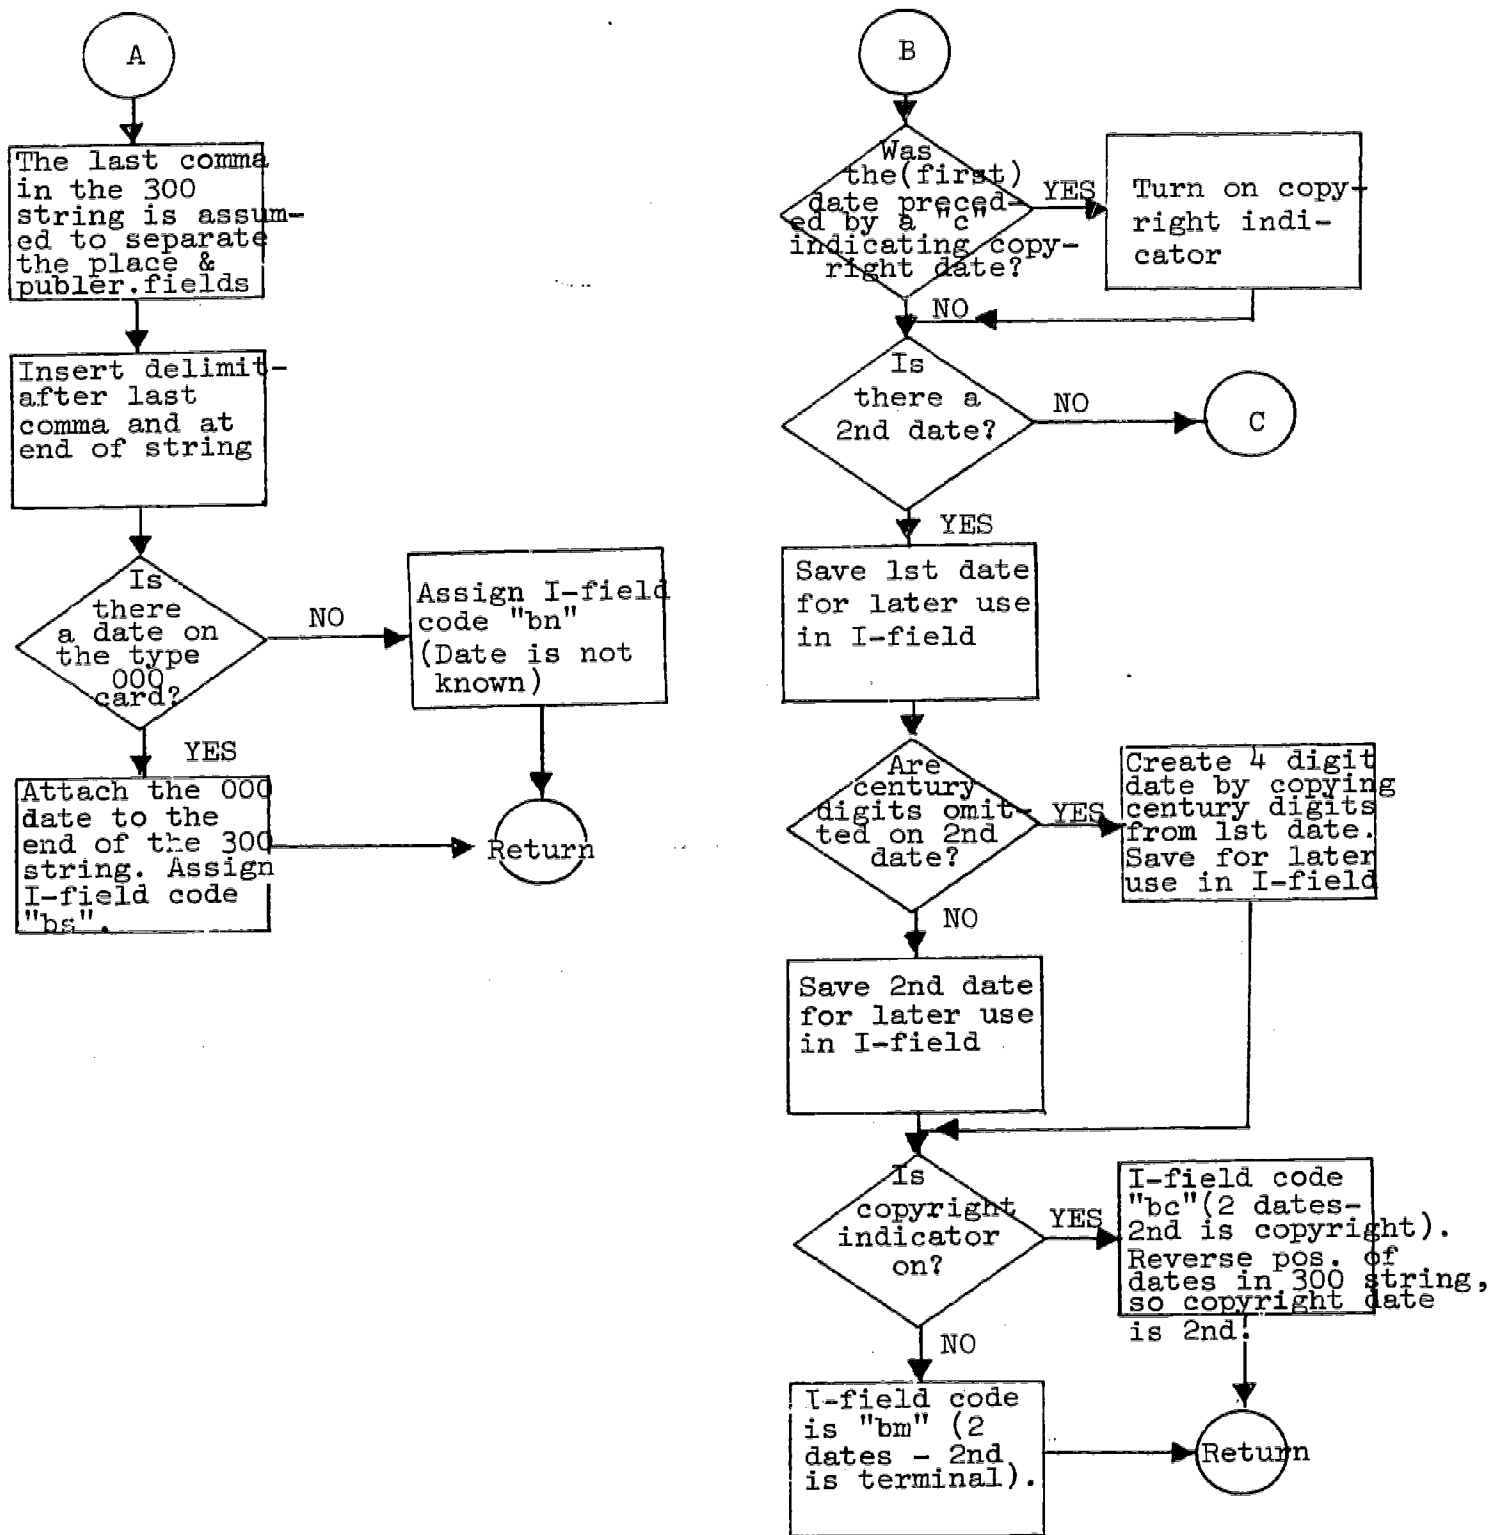 A
The last comma
in the 300
string is assum-
ed to separate
the place &
publer.fields
Insert delimit-
after last
comma and at
end of string
Is
there
a date on
the type
000
card?
NO
Assign I-field
code "bn"
(Date is not
known)
YES
Attach the 000
date to the
end of the 300
string. Assign
I-field code
"bs".
Return
B
Was
the(first)
date preced-
ed by a "c"
indicating copy-
right date?
YES
Turn on copy-
right indi-
cator
NO
Is
there a
2nd date?
NO
C
YES
Save 1st date
for later use
in I-field
Are
century
digits omit-
ted on 2nd
date?
YES
Create 4 digit
date by copying
century digits
from 1st date.
Save for later
use in I-field
NO
Save 2nd date
for later use
in I-field
Is
copyright
indicator
on?
YES
I-field code
"bc"(2 dates-
2nd is copyright).
Reverse pos. of
dates in 300 string,
so copyright date
is 2nd.
NO
I-field code
is "bm" (2
dates - 2nd
is terminal).
Return